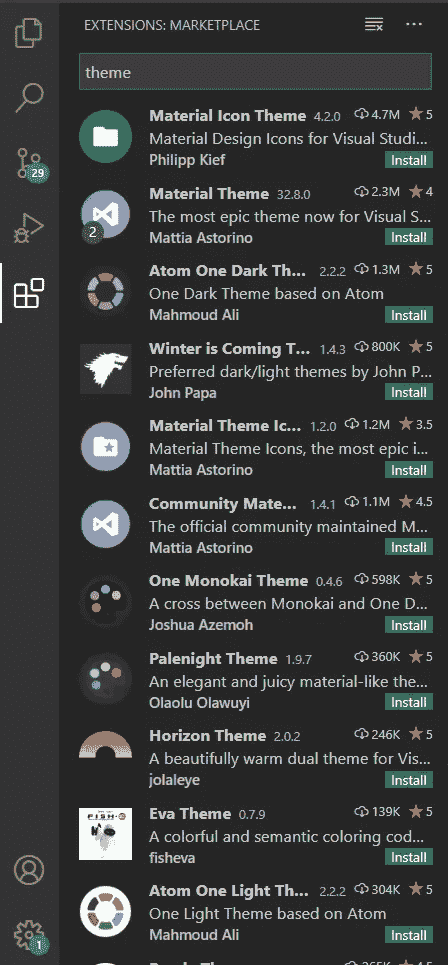 EXTENSIONS: MARKETPLACE
theme
Material Icon Theme 4.2.0 4.7M 5
Material Design Icons for Visual Studi...
Philipp Kief Install
29
Material Theme 32.8.0 2.3M 4
The most epic theme now for Visual S...
2
Mattia Astorino Install
Atom One Dark Th... 2.2.2 1.3M 5
One Dark Theme based on Atom
Mahmoud Ali Install
Winter is Coming T... 1.4.3 800K 5
Preferred dark/light themes by John P...
John Papa Install
Material Theme Ic... 1.2.0 1.2M 3.5
Material Theme Icons, the most epic i...
Mattia Astorino Install
Community Mate... 1.4.1 1.1M 4.5
The official community maintained M...
Mattia Astorino Install
One Monokai Theme 0.4.6 598K 5
A cross between Monokai and One D...
Joshua Azemoh Install
Palenight Theme 1.9.7 360K 5
An elegant and juicy material-like the...
Olaolu Olawuyi Install
Horizon Theme 2.0.2 246K 5
A beautifully warm dual theme for Vis...
jolaleye Install
Eva Theme 0.7.9 139K 5
FISH
A colorful and semantic coloring cod...
fisheva Install
Atom One Light Th... 2.2.2 304K 5
One Light Theme based on Atom
Mahmoud Ali Install
1